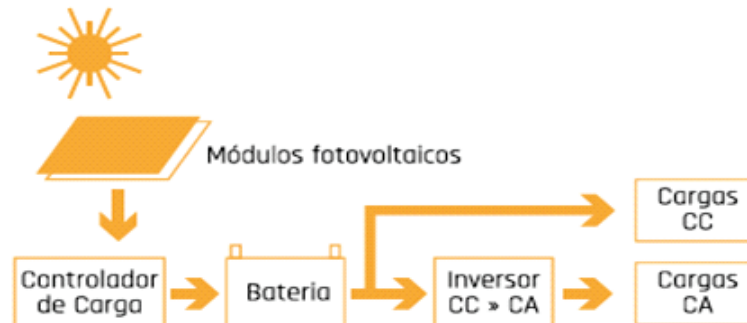 Módulos fotovoltaicos
Cargas
CC
Controlador
de Carga
Bateria
Inversor
CC » CA
Cargas
CA